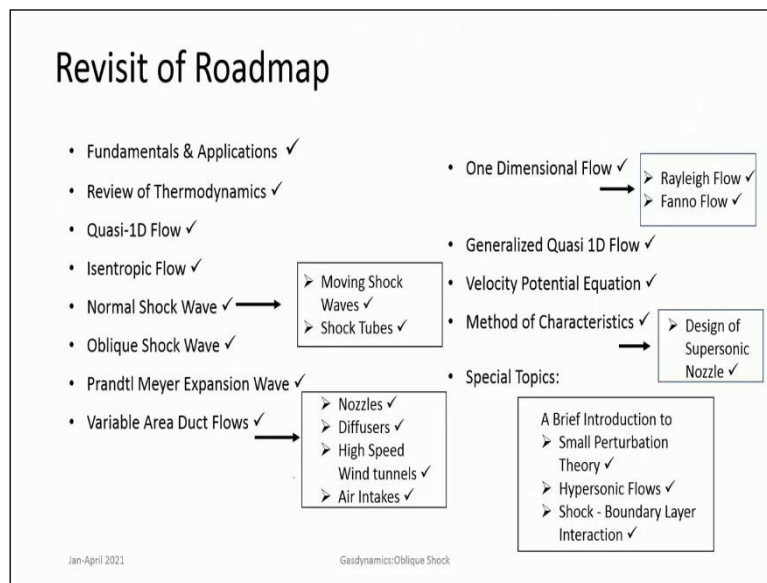 Revisit of Roadmap
• Fundamentals & Applications ✓
• Review of Thermodynamics ✓
• Quasi-1D Flow ✓
• Isentropic Flow ✓
• Normal Shock Wave ✓
➢ Moving Shock
Waves ✓
➢ Shock Tubes ✓
• Oblique Shock Wave ✓
• Prandtl Meyer Expansion Wave ✓
• Variable Area Duct Flows ✓
➢ Nozzles ✓
➢ Diffusers ✓
➢ High Speed
Wind tunnels ✓
➢ Air Intakes ✓
• One Dimensional Flow ✓
➢ Rayleigh Flow ✓
➢ Fanno Flow ✓
• Generalized Quasi 1D Flow ✓
• Velocity Potential Equation ✓
• Method of Characteristics ✓
➢ Design of
Supersonic
Nozzle ✓
• Special Topics:
A Brief Introduction to
➢ Small Perturbation
Theory ✓
➢ Hypersonic Flows ✓
➢ Shock - Boundary Layer
Interaction ✓
Jan-April 2021
Gasdynamics:Oblique Shock